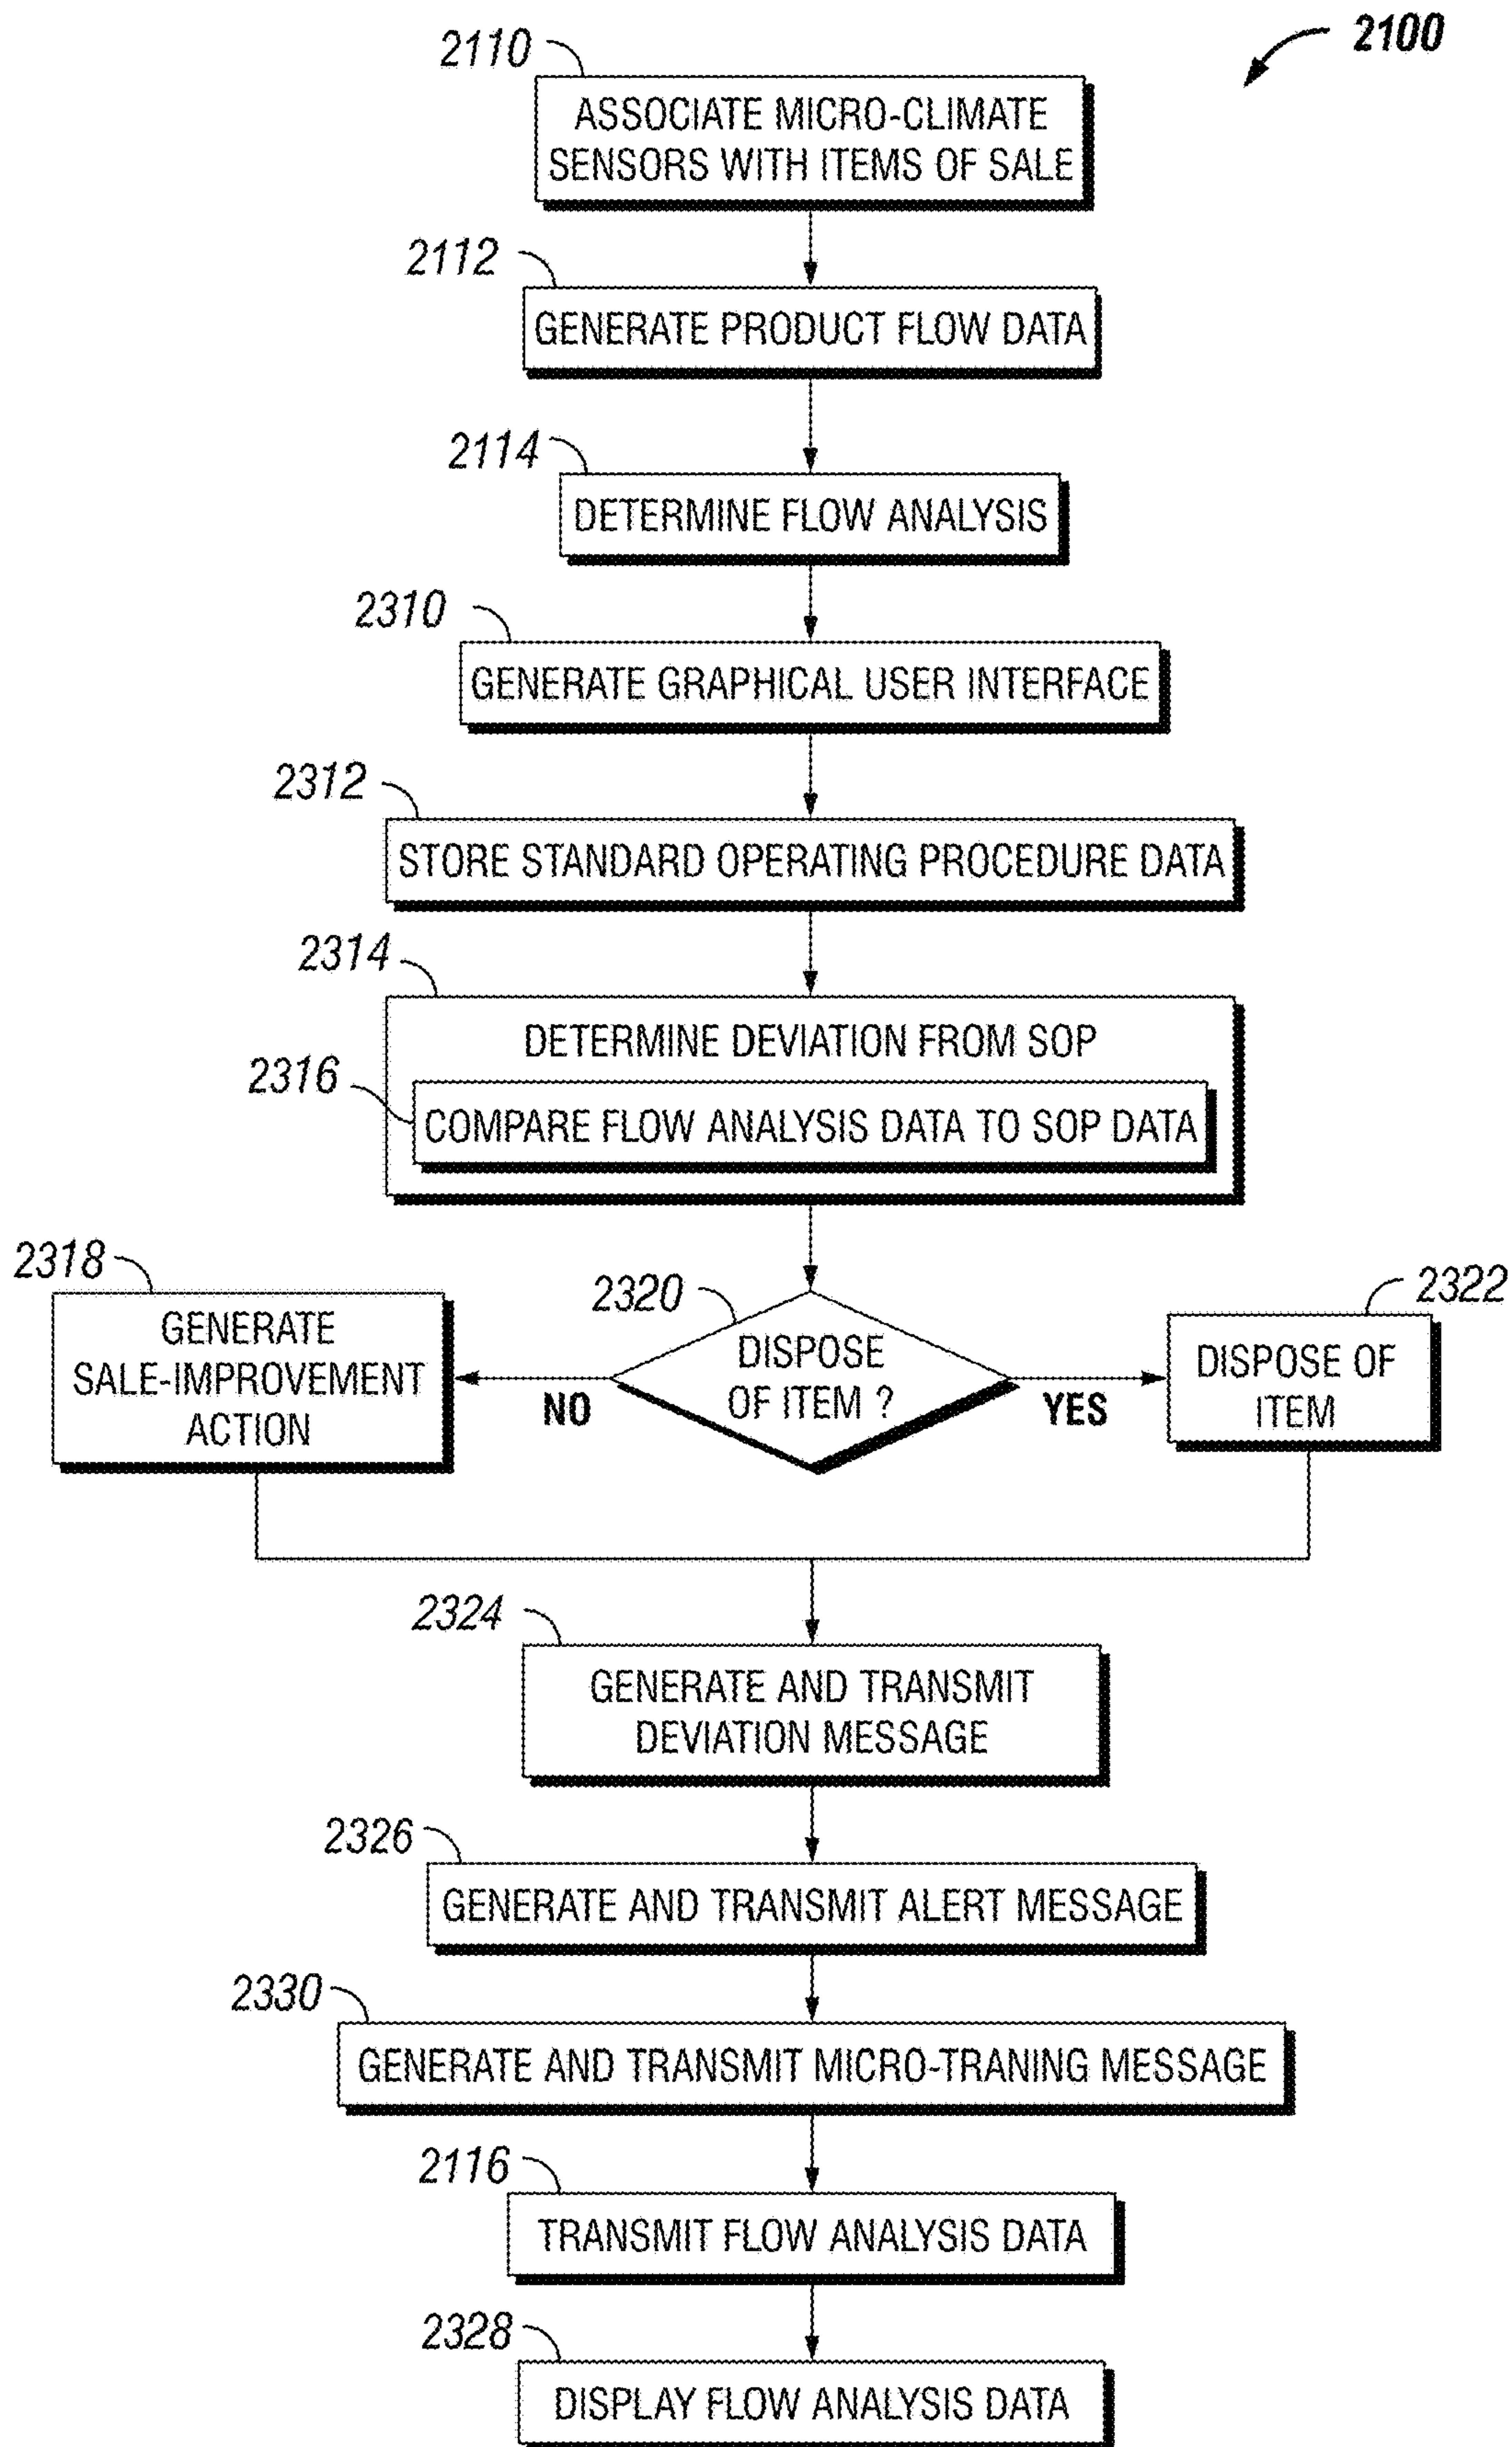 2100
2110
ASSOCIATE MICRO-CLIMATE
SENSORS WITH ITEMS OF SALE
2112
GENERATE PRODUCT FLOW DATA
2114
DETERMINE FLOW ANALYSIS
2310
GENERATE GRAPHICAL USER INTERFACE
2312
STORE STANDARD OPERATING PROCEDURE DATA
2314
DETERMINE DEVIATION FROM SOP
2316
COMPARE FLOW ANALYSIS DATA TO SOP DATA
2318
GENERATE
SALE-IMPROVEMENT
ACTION
2320
DISPOSE
OF ITEM ?
NO
YES
2322
DISPOSE OF
ITEM
2324
GENERATE AND TRANSMIT
DEVIATION MESSAGE
2326
GENERATE AND TRANSMIT ALERT MESSAGE
2330
GENERATE AND TRANSMIT MICRO-TRANING MESSAGE
2116
TRANSMIT FLOW ANALYSIS DATA
2328
DISPLAY FLOW ANALYSIS DATA